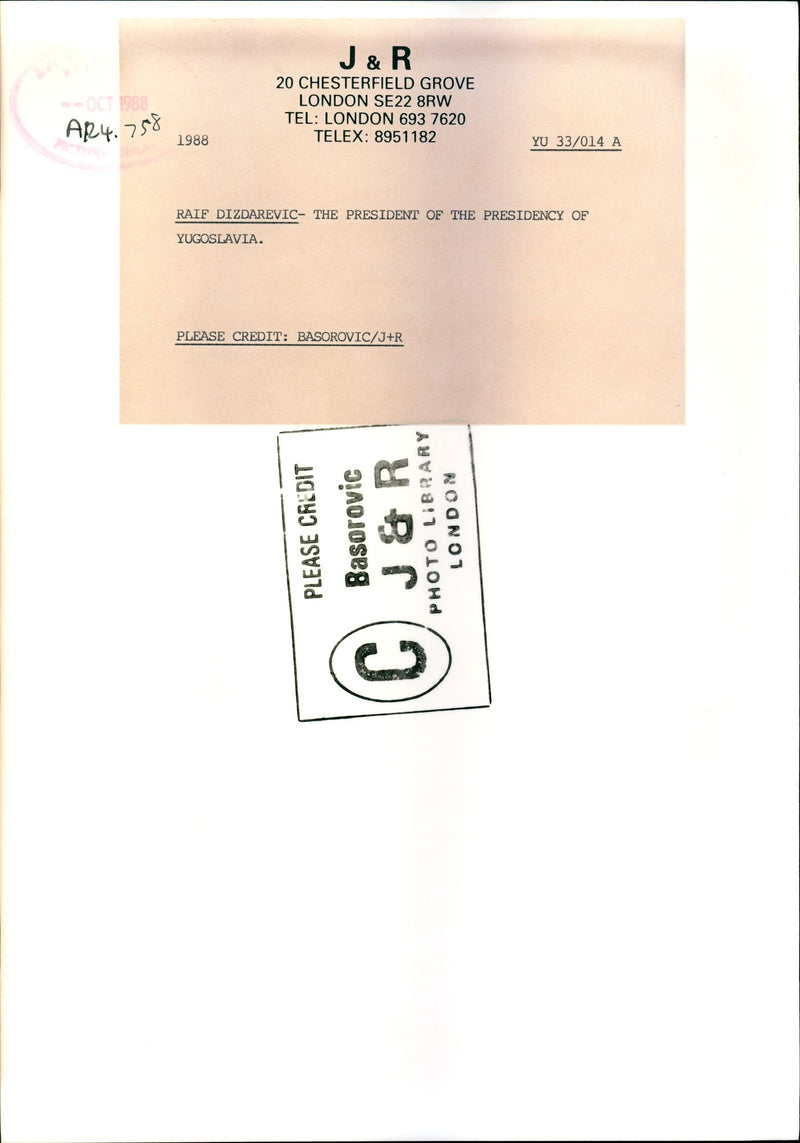 J & R
20 CHESTERFIELD GROVE
LONDON SE22 8RW
TEL: LONDON 693 7620
TELEX: 8951182
-- OCT 1988
AR4. 758
1988
YU 33/014 A
RAIF DIZDAREVIC- THE PRESIDENT OF THE PRESIDENCY OF
YUGOSLAVIA.
PLEASE CREDIT: BASOROVIC/J+R
PLEASE CREDIT
Basorovic
J & R
PHOTO LIBRARY
LONDON
C